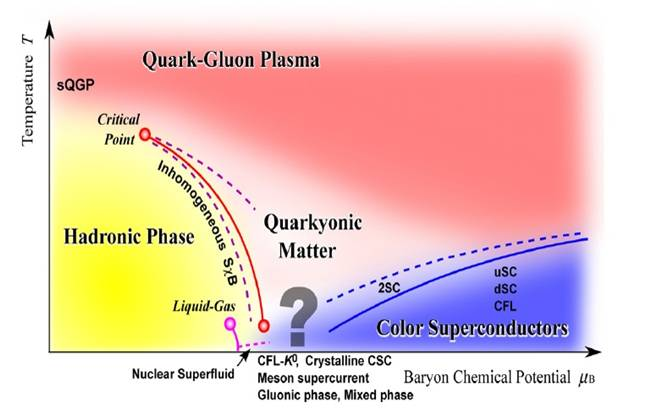 Temperature T
Quark-Gluon Plasma
sQGP
Critical
Point
Inhomogeneous SχB
Hadronic Phase
Quarkyonic
Matter
Liquid-Gas
?
2SC
uSC
dSC
CFL
Color Superconductors
Nuclear Superfluid
CFL-K⁰, Crystalline CSC
Meson supercurrent
Gluonic phase, Mixed phase
Baryon Chemical Potential μB